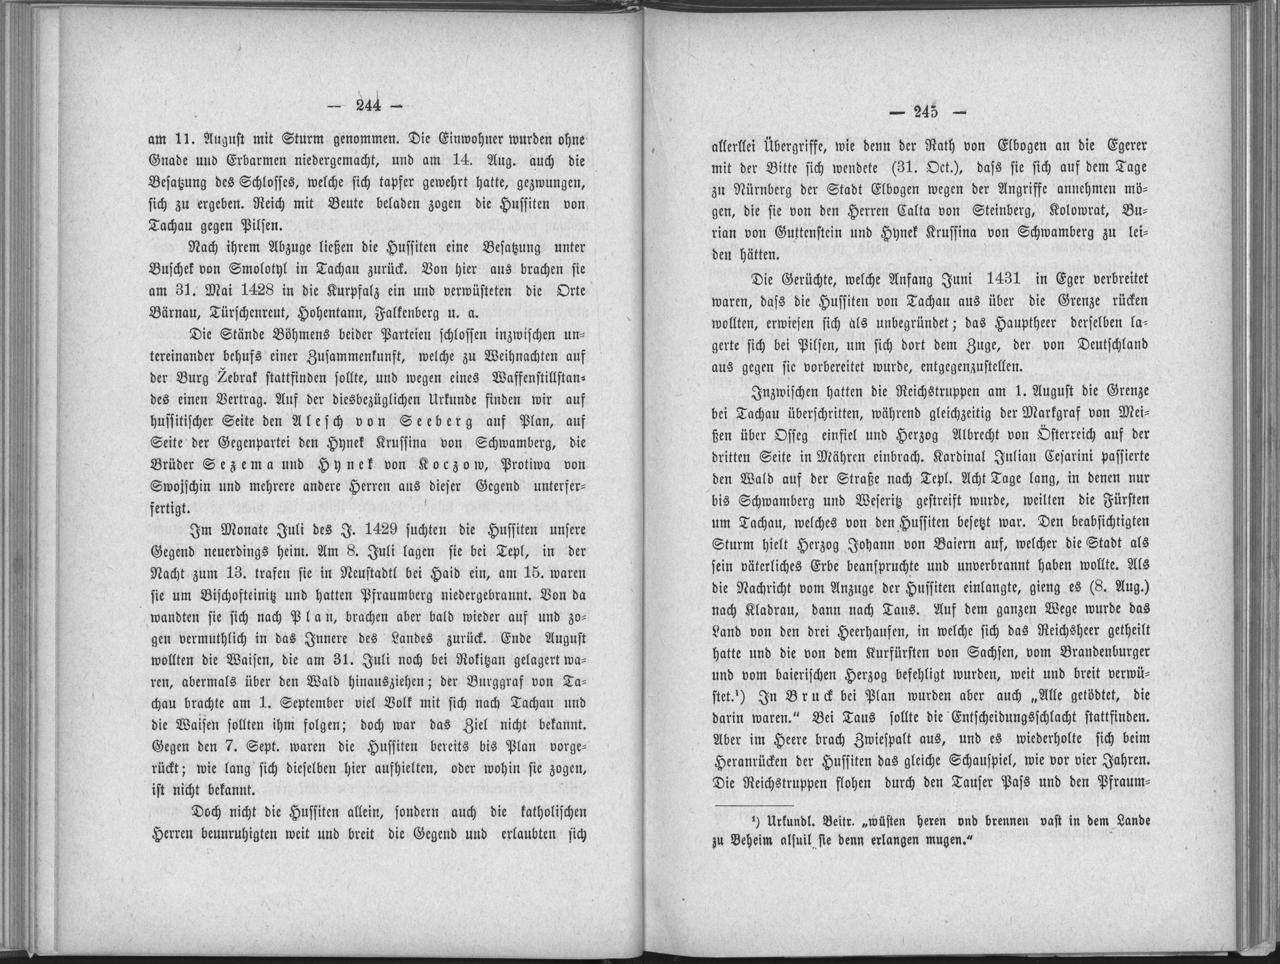 — 244 —
am 11. August mit Sturm genommen. Die Einwohner wurden ohne
Gnade und Erbarmen niedergemacht, und am 14. Aug. auch die
Besatzung des Schlosses, welche sich tapfer gewehrt hatte, gezwungen,
sich zu ergeben. Reich mit Beute beladen zogen die Hussiten von
Tachau gegen Pilsen.
Nach ihrem Abzuge ließen die Hussiten eine Besatzung unter
Buschek von Smolotyl in Tachau zurück. Von hier aus brachen sie
am 31. Mai 1428 in die Kurpfalz ein und verwüsteten die Orte
Bärnau, Türschenreut, Hohentann, Falkenberg u. a.
Die Stände Böhmens beider Parteien schlossen inzwischen un-
tereinander behufs einer Zusammenkunft, welche zu Weihnachten auf
der Burg Žebrak stattfinden sollte, und wegen eines Waffenstillstan-
des einen Vertrag. Auf der diesbezüglichen Urkunde finden wir auf
hussitischer Seite den Alesch von Seeberg auf Plan, auf
Seite der Gegenpartei den Hynek Krussina von Schwamberg, die
Brüder Sezema und Hynek von Koczow, Protiwa von
Swojschin und mehrere andere Herren aus dieser Gegend unterfer-
fertigt.
Im Monate Juli des J. 1429 suchten die Hussiten unsere
Gegend neuerdings heim. Am 8. Juli lagen sie bei Tepl, in der
Nacht zum 13. trafen sie in Neustadtl bei Haid ein, am 15. waren
sie um Bischofteinitz und hatten Pfraumberg niedergebrannt. Von da
wandten sie sich nach Plan, brachen aber bald wieder auf und zo-
gen vermuthlich in das Innere des Landes zurück. Ende August
wollten die Waisen, die am 31. Juli noch bei Rokitzan gelagert wa-
ren, abermals über den Wald hinausziehen; der Burggraf von Ta-
chau brachte am 1. September viel Volk mit sich nach Tachau und
die Waisen sollten ihm folgen; doch war das Ziel nicht bekannt.
Gegen den 7. Sept. waren die Hussiten bereits bis Plan vorge-
rückt; wie lang sich dieselben hier aufhielten, oder wohin sie zogen,
ist nicht bekannt.
Doch nicht die Hussiten allein, sondern auch die katholischen
Herren beunruhigten weit und breit die Gegend und erlaubten sich
— 245 —
allerllei Übergriffe, wie denn der Rath von Elbogen an die Egerer
mit der Bitte sich wendete (31. Oct.), dass sie sich auf dem Tage
zu Nürnberg der Stadt Elbogen wegen der Angriffe annehmen mö-
gen, die sie von den Herren Calta von Steinberg, Kolowrat, Bu-
rian von Guttenstein und Hynek Krussina von Schwamberg zu lei-
den hätten.
Die Gerüchte, welche Anfang Juni 1431 in Eger verbreitet
waren, dass die Hussiten von Tachau aus über die Grenze rücken
wollten, erwiesen sich als unbegründet; das Hauptheer derselben la-
gerte sich bei Pilsen, um sich dort dem Zuge, der von Deutschland
aus gegen sie vorbereitet wurde, entgegenzustellen.
Inzwischen hatten die Reichstruppen am 1. August die Grenze
bei Tachau überschritten, während gleichzeitig der Markgraf von Mei-
ßen über Osseg einfiel und Herzog Albrecht von Österreich auf der
dritten Seite in Mähren einbrach. Kardinal Julian Cesarini passierte
den Wald auf der Straße nach Tepl. Acht Tage lang, in denen nur
bis Schwamberg und Weseritz gestreift wurde, weilten die Fürsten
um Tachau, welches von den Hussiten besetzt war. Den beabsichtigten
Sturm hielt Herzog Johann von Baiern auf, welcher die Stadt als
sein väterliches Erbe beanspruchte und unverbrannt haben wollte. Als
die Nachricht vom Anzuge der Hussiten einlangte, gieng es (8. Aug.)
nach Kladrau, dann nach Taus. Auf dem ganzen Wege wurde das
Land von den drei Heerhaufen, in welche sich das Reichsheer getheilt
hatte und die von dem Kurfürsten von Sachsen, vom Brandenburger
und vom baierischen Herzog befehligt wurden, weit und breit verwü-
stet.¹) In Bruck bei Plan wurden aber auch „Alle getödtet, die
darin waren.“ Bei Taus sollte die Entscheidungsschlacht stattfinden.
Aber im Heere brach Zwiespalt aus, und es wiederholte sich beim
Heranrücken der Hussiten das gleiche Schauspiel, wie vor vier Jahren.
Die Reichstruppen flohen durch den Tauser Pass und den Pfraum-
¹) Urkundl. Beitr. „wüsten heren vnd brennen vast in dem Lande
zu Beheim alsuil sie denn erlangen mugen.“